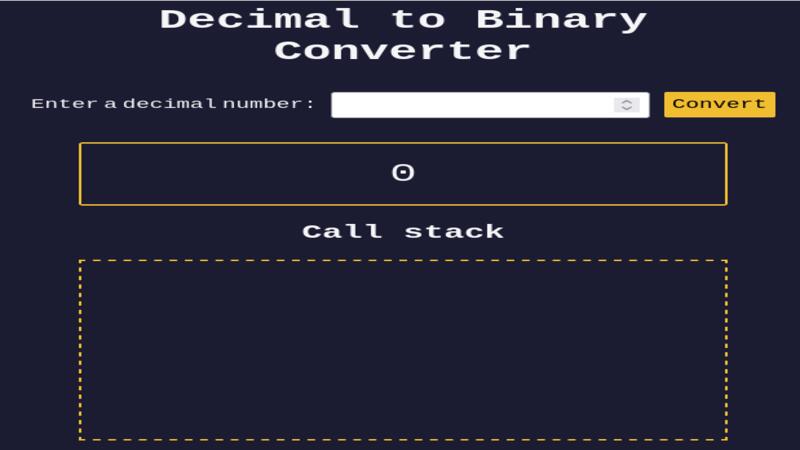 Decimal to Binary
Converter
Enter a decimal number:
Convert
0
Call stack